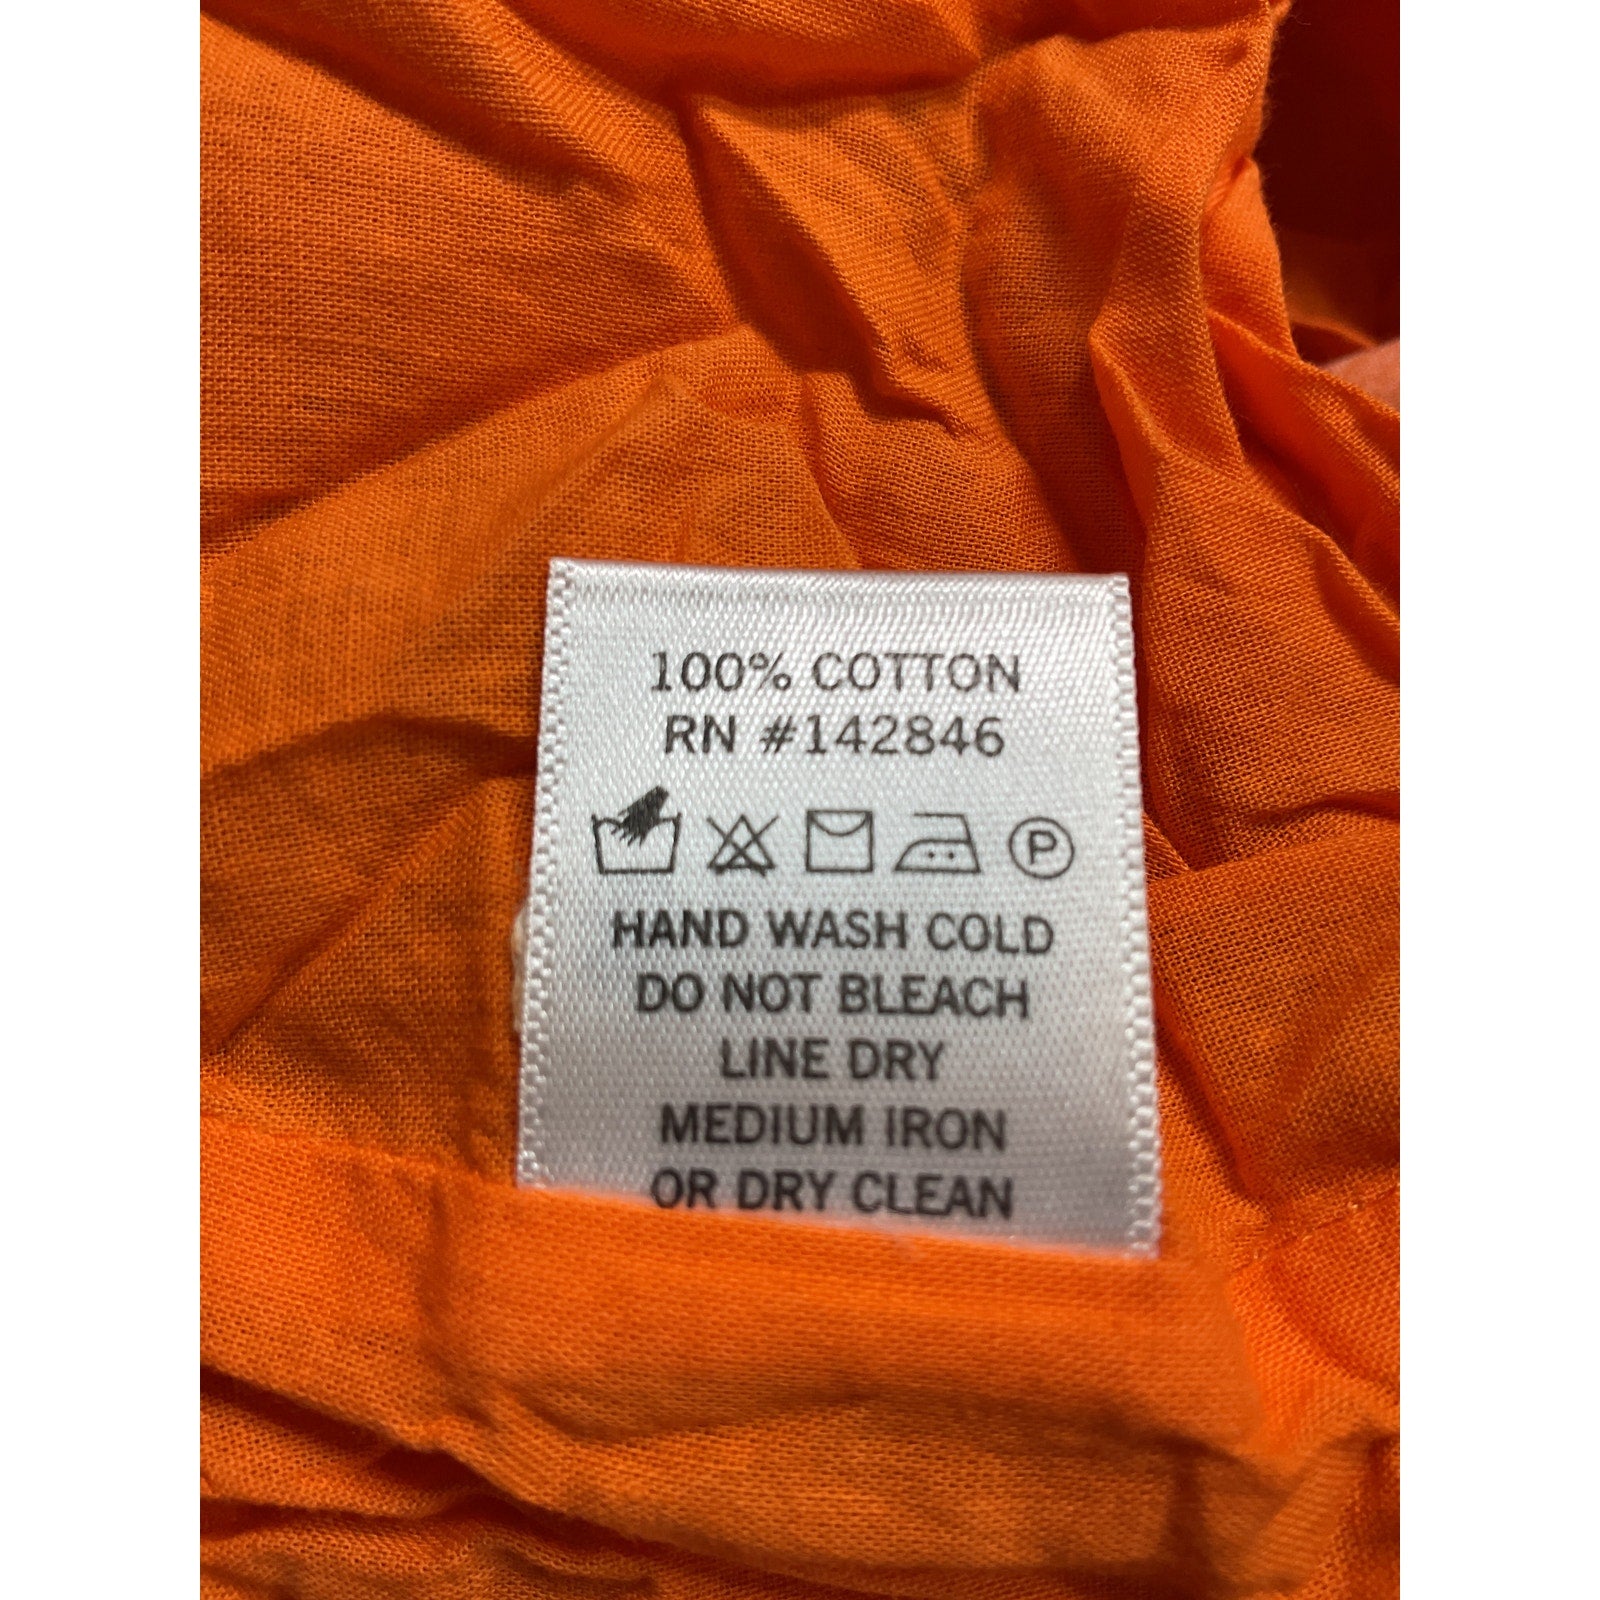 100% COTTON
RN #142846
P
HAND WASH COLD
DO NOT BLEACH
LINE DRY
MEDIUM IRON
OR DRY CLEAN